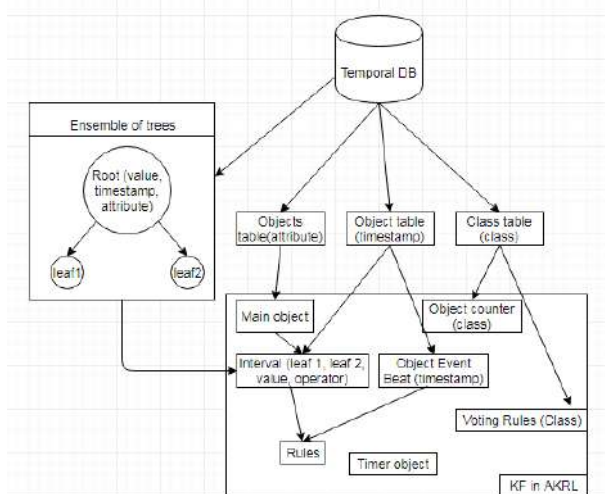 Temporal DB
Ensemble of trees
Root (value,
timestamp,
attribute)
leaf1
leaf2
Objects
table(attribute)
Object table
(timestamp)
Class table
(class)
Main object
Object counter
(class)
Interval (leaf 1, leaf 2,
value, operator)
Object Event
Beat (timestamp)
Voting Rules (Class)
Rules
Timer object
KF in AKRL